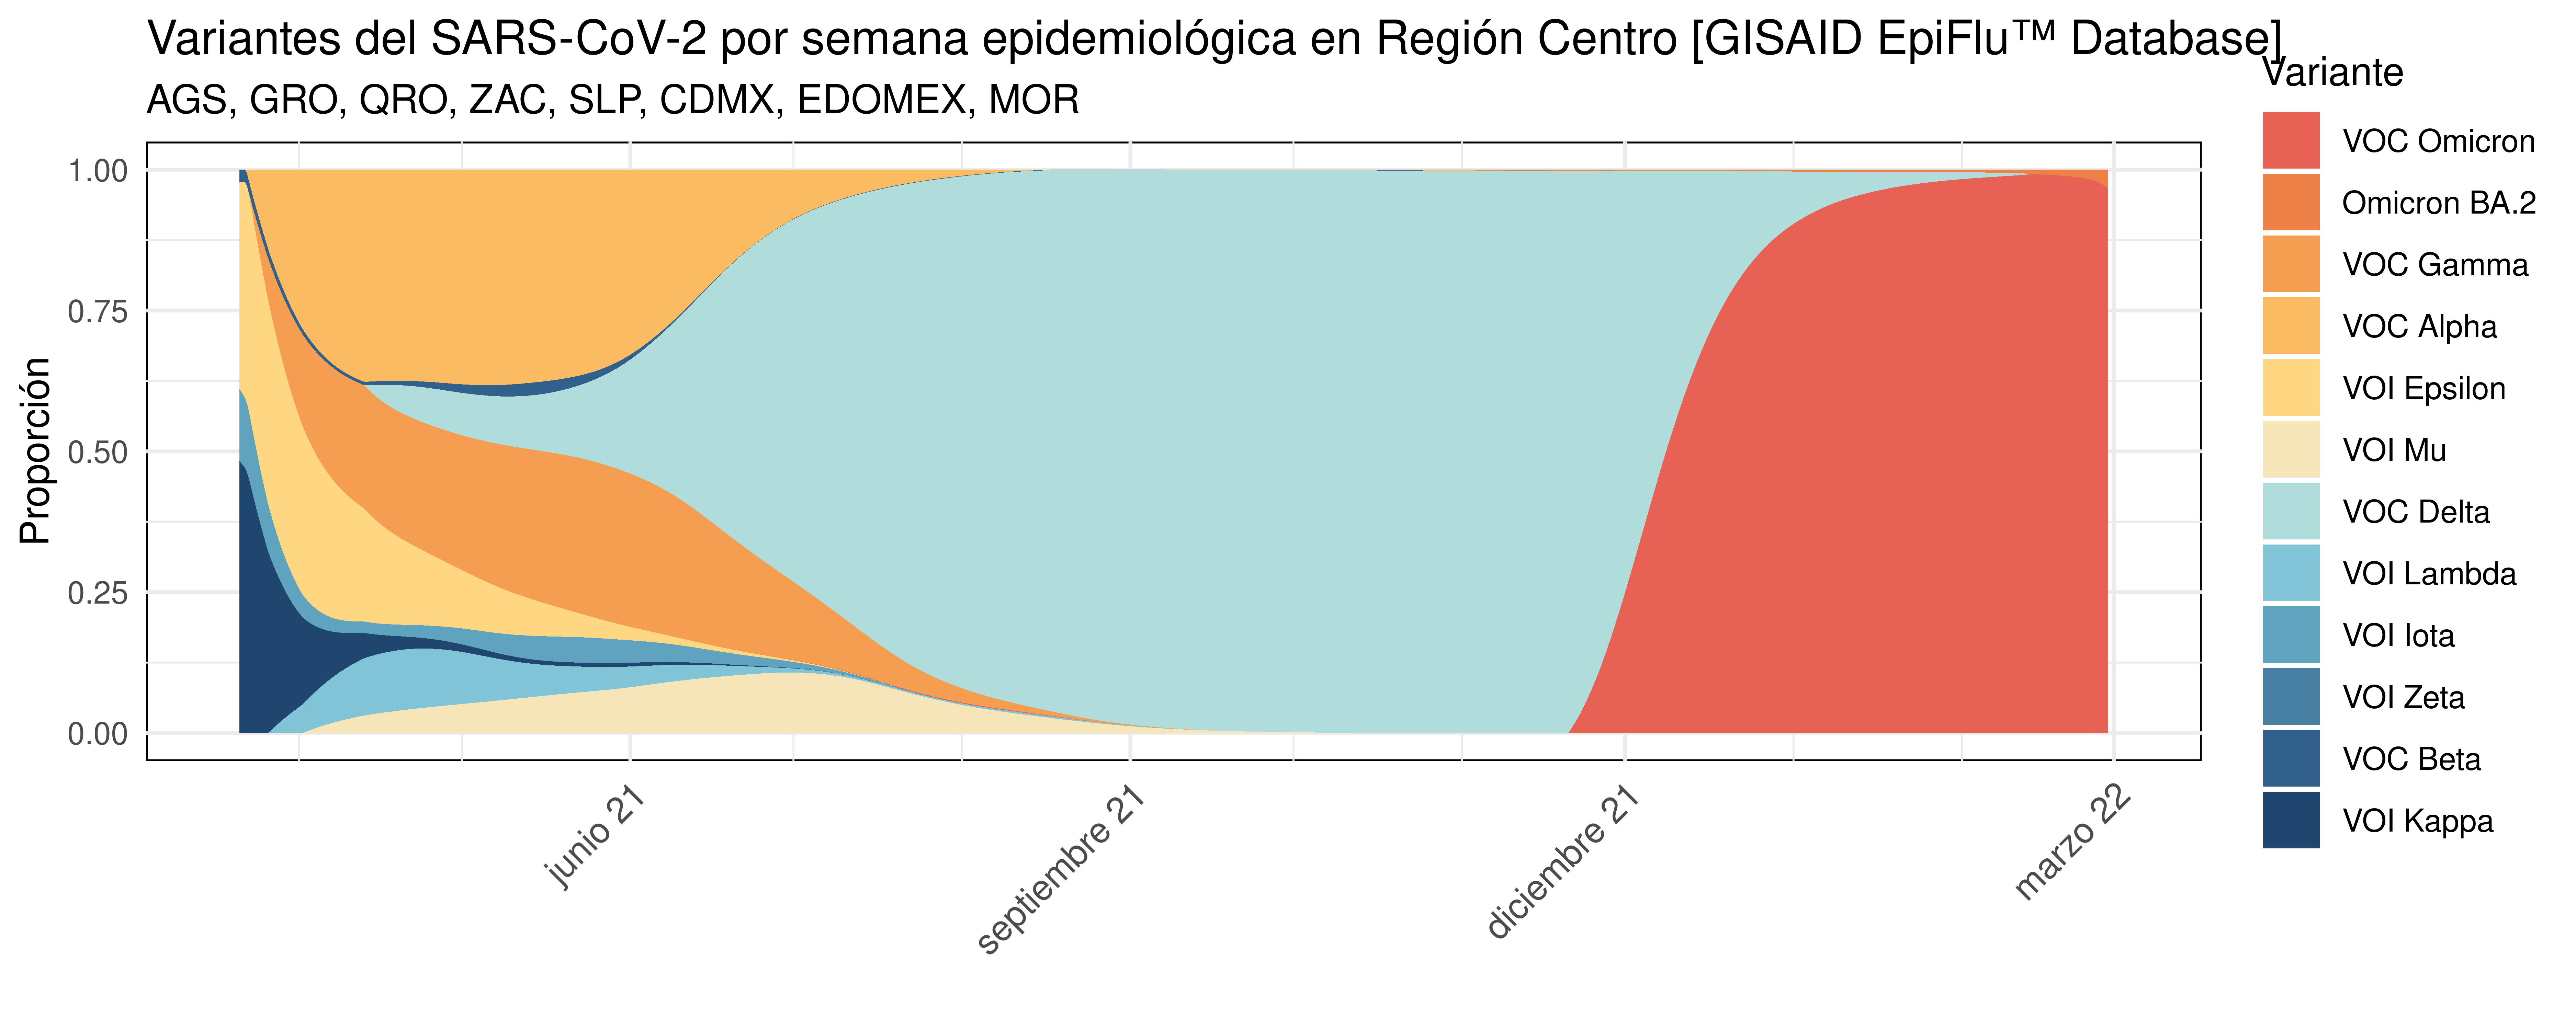 Variantes del SARS-CoV-2 por semana epidemiológica en Región Centro [GISAID EpiFlu™ Database]
AGS, GRO, QRO, ZAC, SLP, CDMX, EDOMEX, MOR
Proporción
1.00
0.75
0.50
0.25
0.00
junio 21
septiembre 21
diciembre 21
marzo 22
Variante
VOC Omicron
Omicron BA.2
VOC Gamma
VOC Alpha
VOI Epsilon
VOI Mu
VOC Delta
VOI Lambda
VOI Iota
VOI Zeta
VOC Beta
VOI Kappa